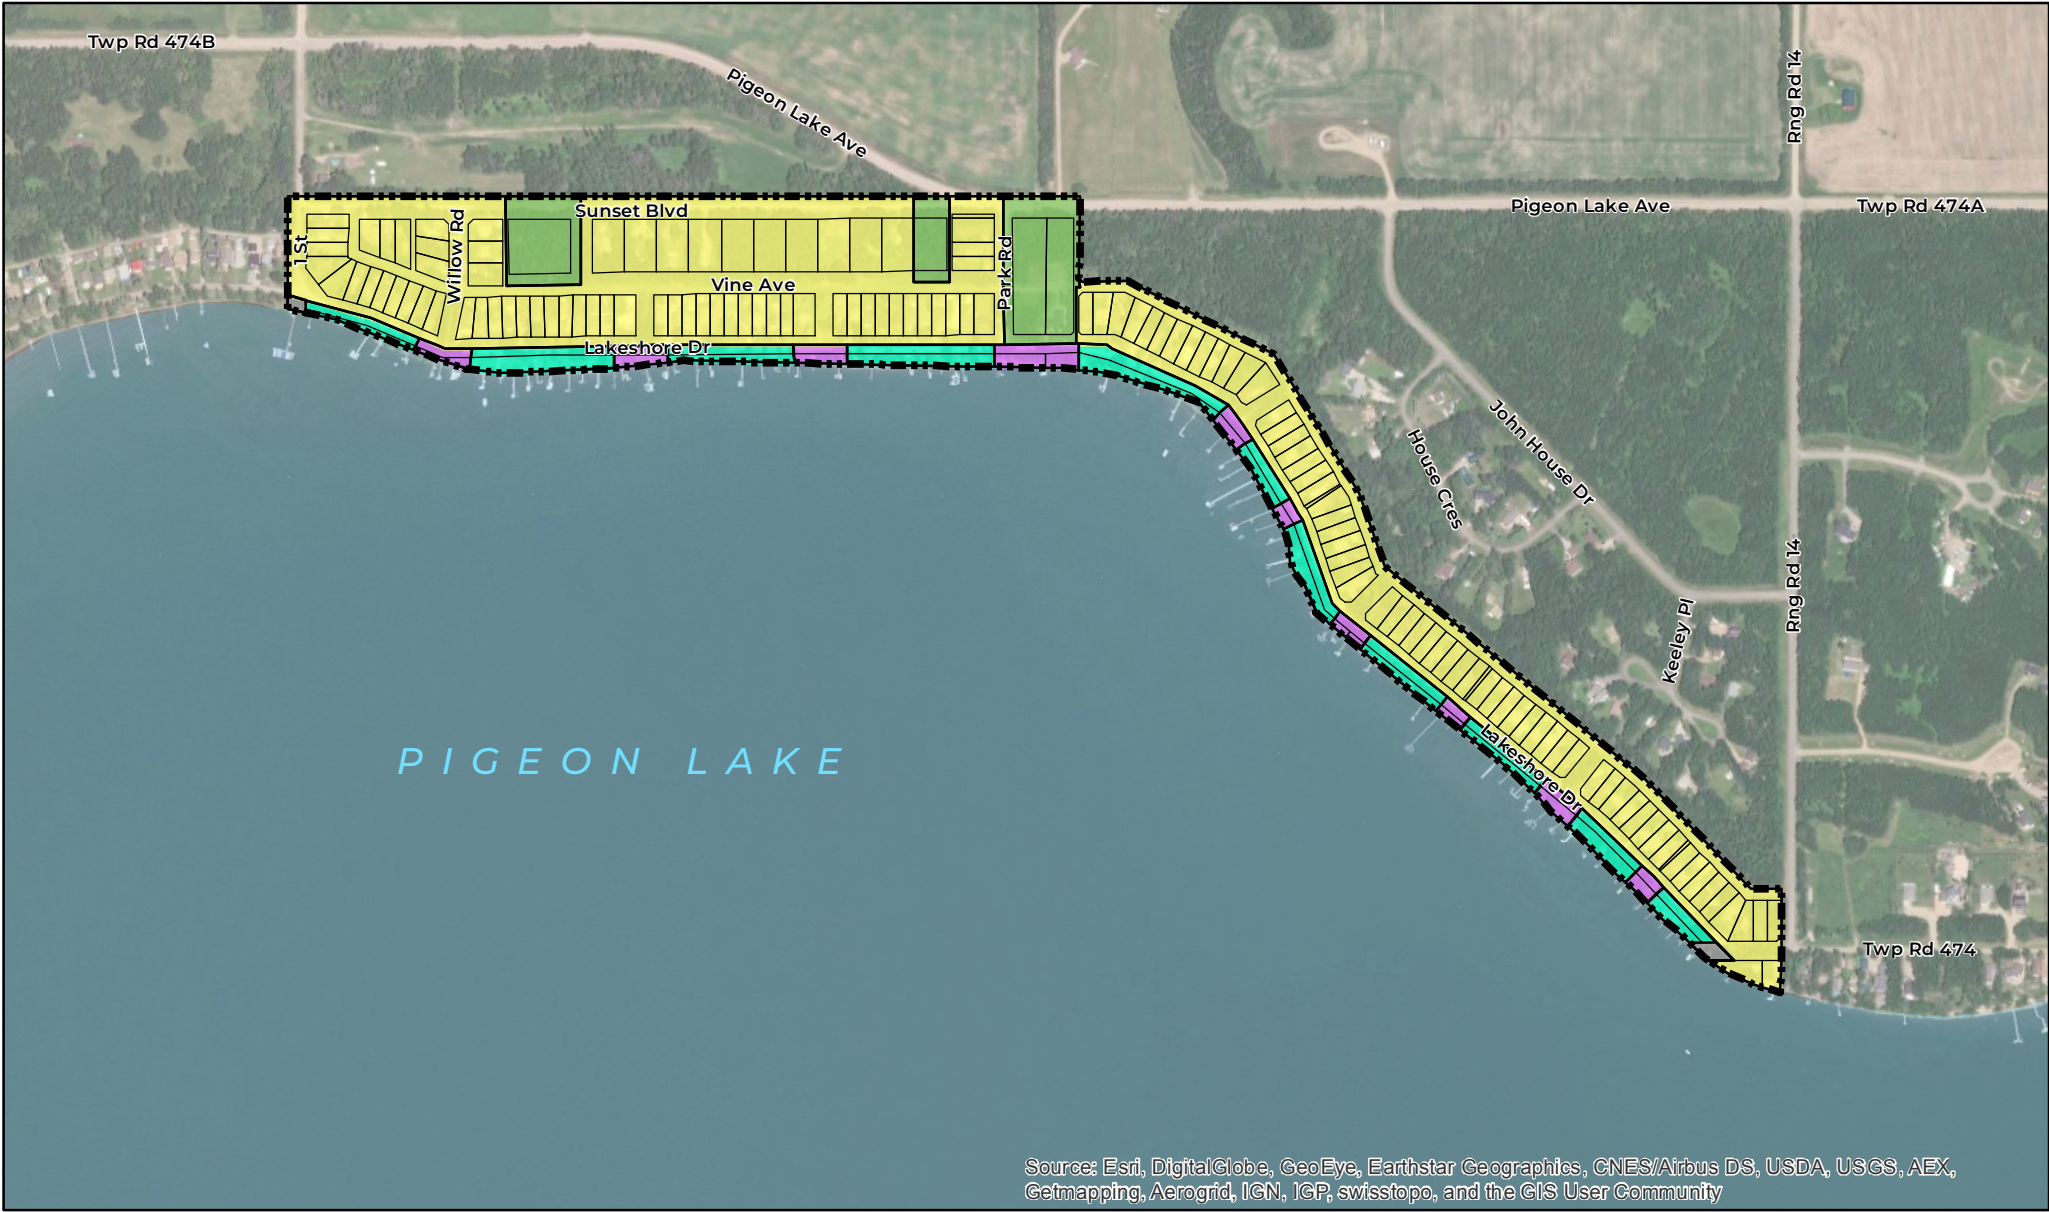 Twp Rd 474B
Pigeon Lake Ave
Rng Rd 14
Pigeon Lake Ave
Twp Rd 474A
Sunset Blvd
1 St
Willow Rd
Park Rd
Vine Ave
Lakeshore Dr
John House Dr
House Cres
Rng Rd 14
Keeley Pl
PIGEON LAKE
Lakeshore Dr
Twp Rd 474
Source: Esri, DigitalGlobe, GeoEye, Earthstar Geographics, CNES/Airbus DS, USDA, USGS, AEX,
Getmapping, Aerogrid, IGN, IGP, swisstopo, and the GIS User Community